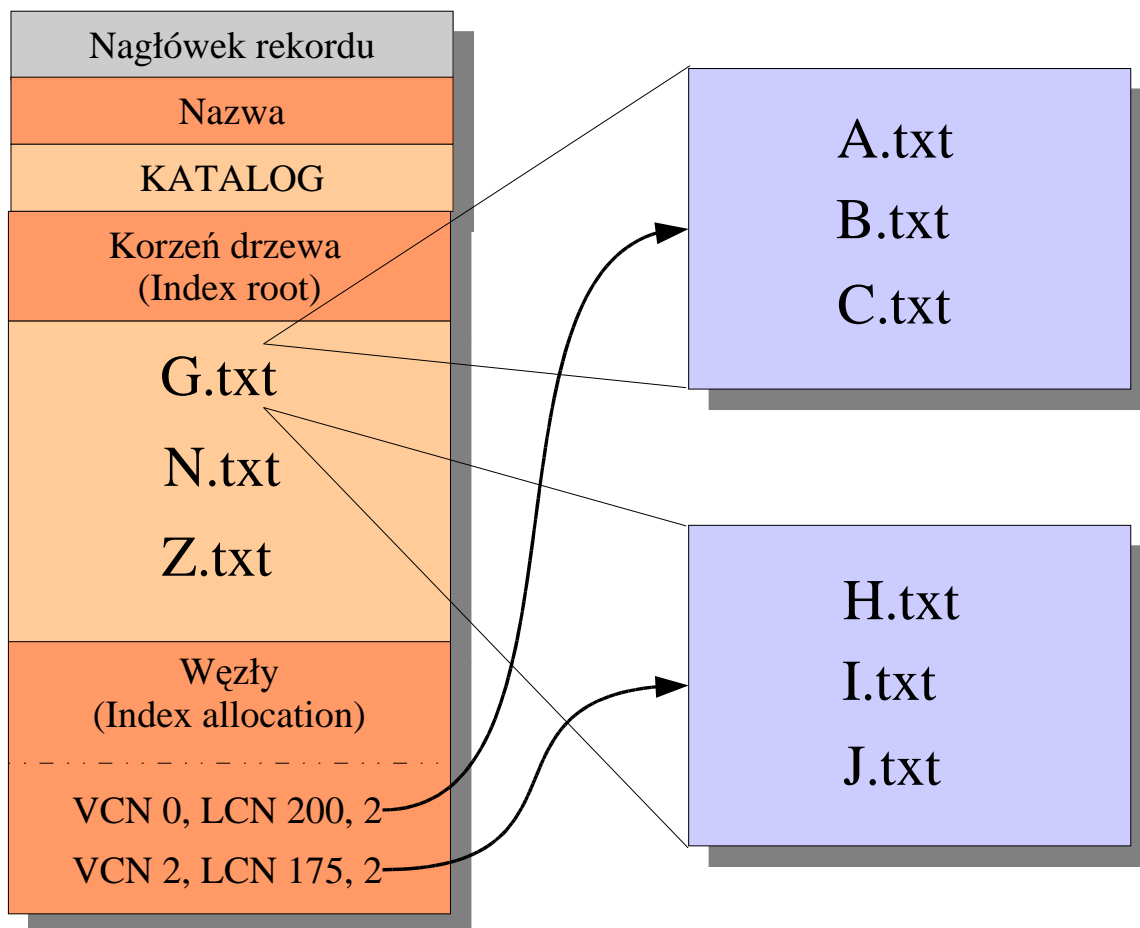 Nagłówek rekordu
Nazwa
KATALOG
Korzeń drzewa
(Index root)
G.txt
N.txt
Z.txt
Węzły
(Index allocation)
VCN 0, LCN 200, 2
VCN 2, LCN 175, 2
A.txt
B.txt
C.txt
H.txt
I.txt
J.txt